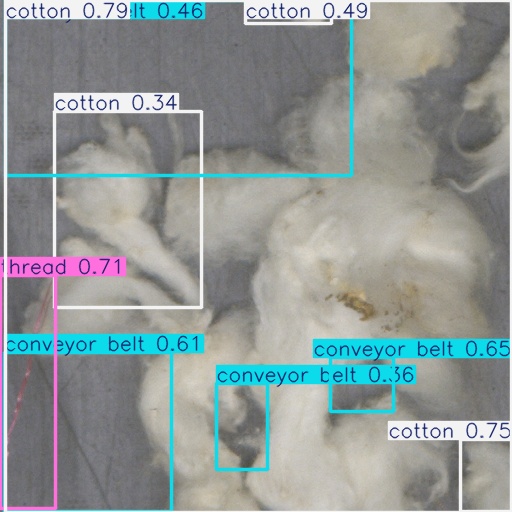 cotton 0.79
lt 0.46
cotton 0.49
cotton 0.34
thread 0.71
conveyor belt 0.61
conveyor belt 0.65
conveyor belt 0.36
cotton 0.75